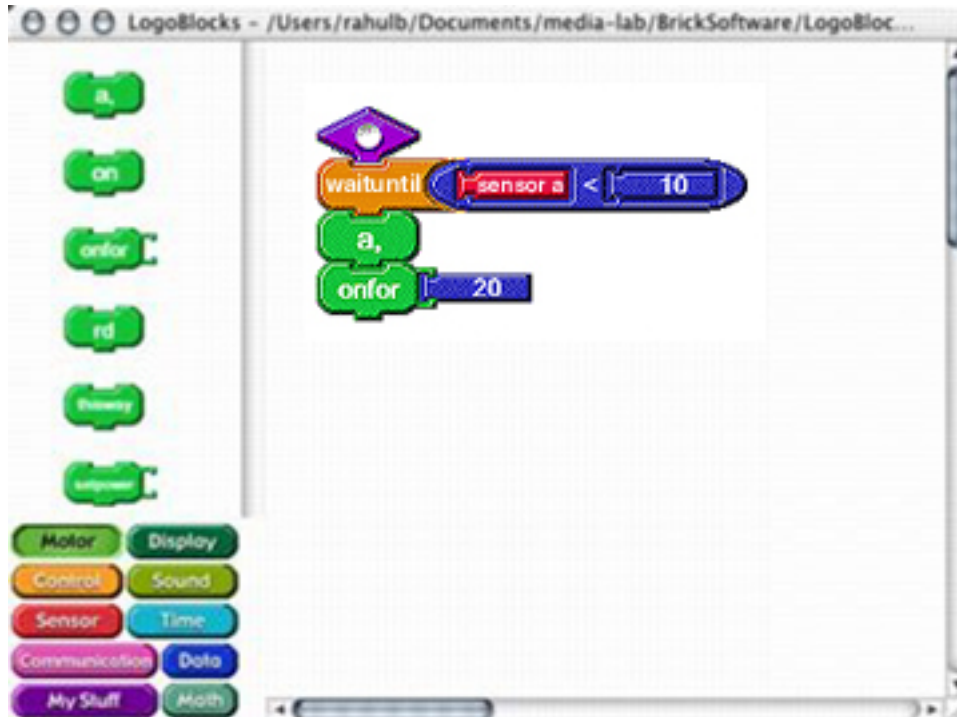 LogoBlocks - /Users/rahulb/Documents/media-lab/BrickSoftware/LogoBloc...
a,
on
onfor
rd
thisway
setpower
waituntil sensor a < 10
a,
onfor 20
Motor Display
Control Sound
Sensor Time
Communication Data
My Stuff Math